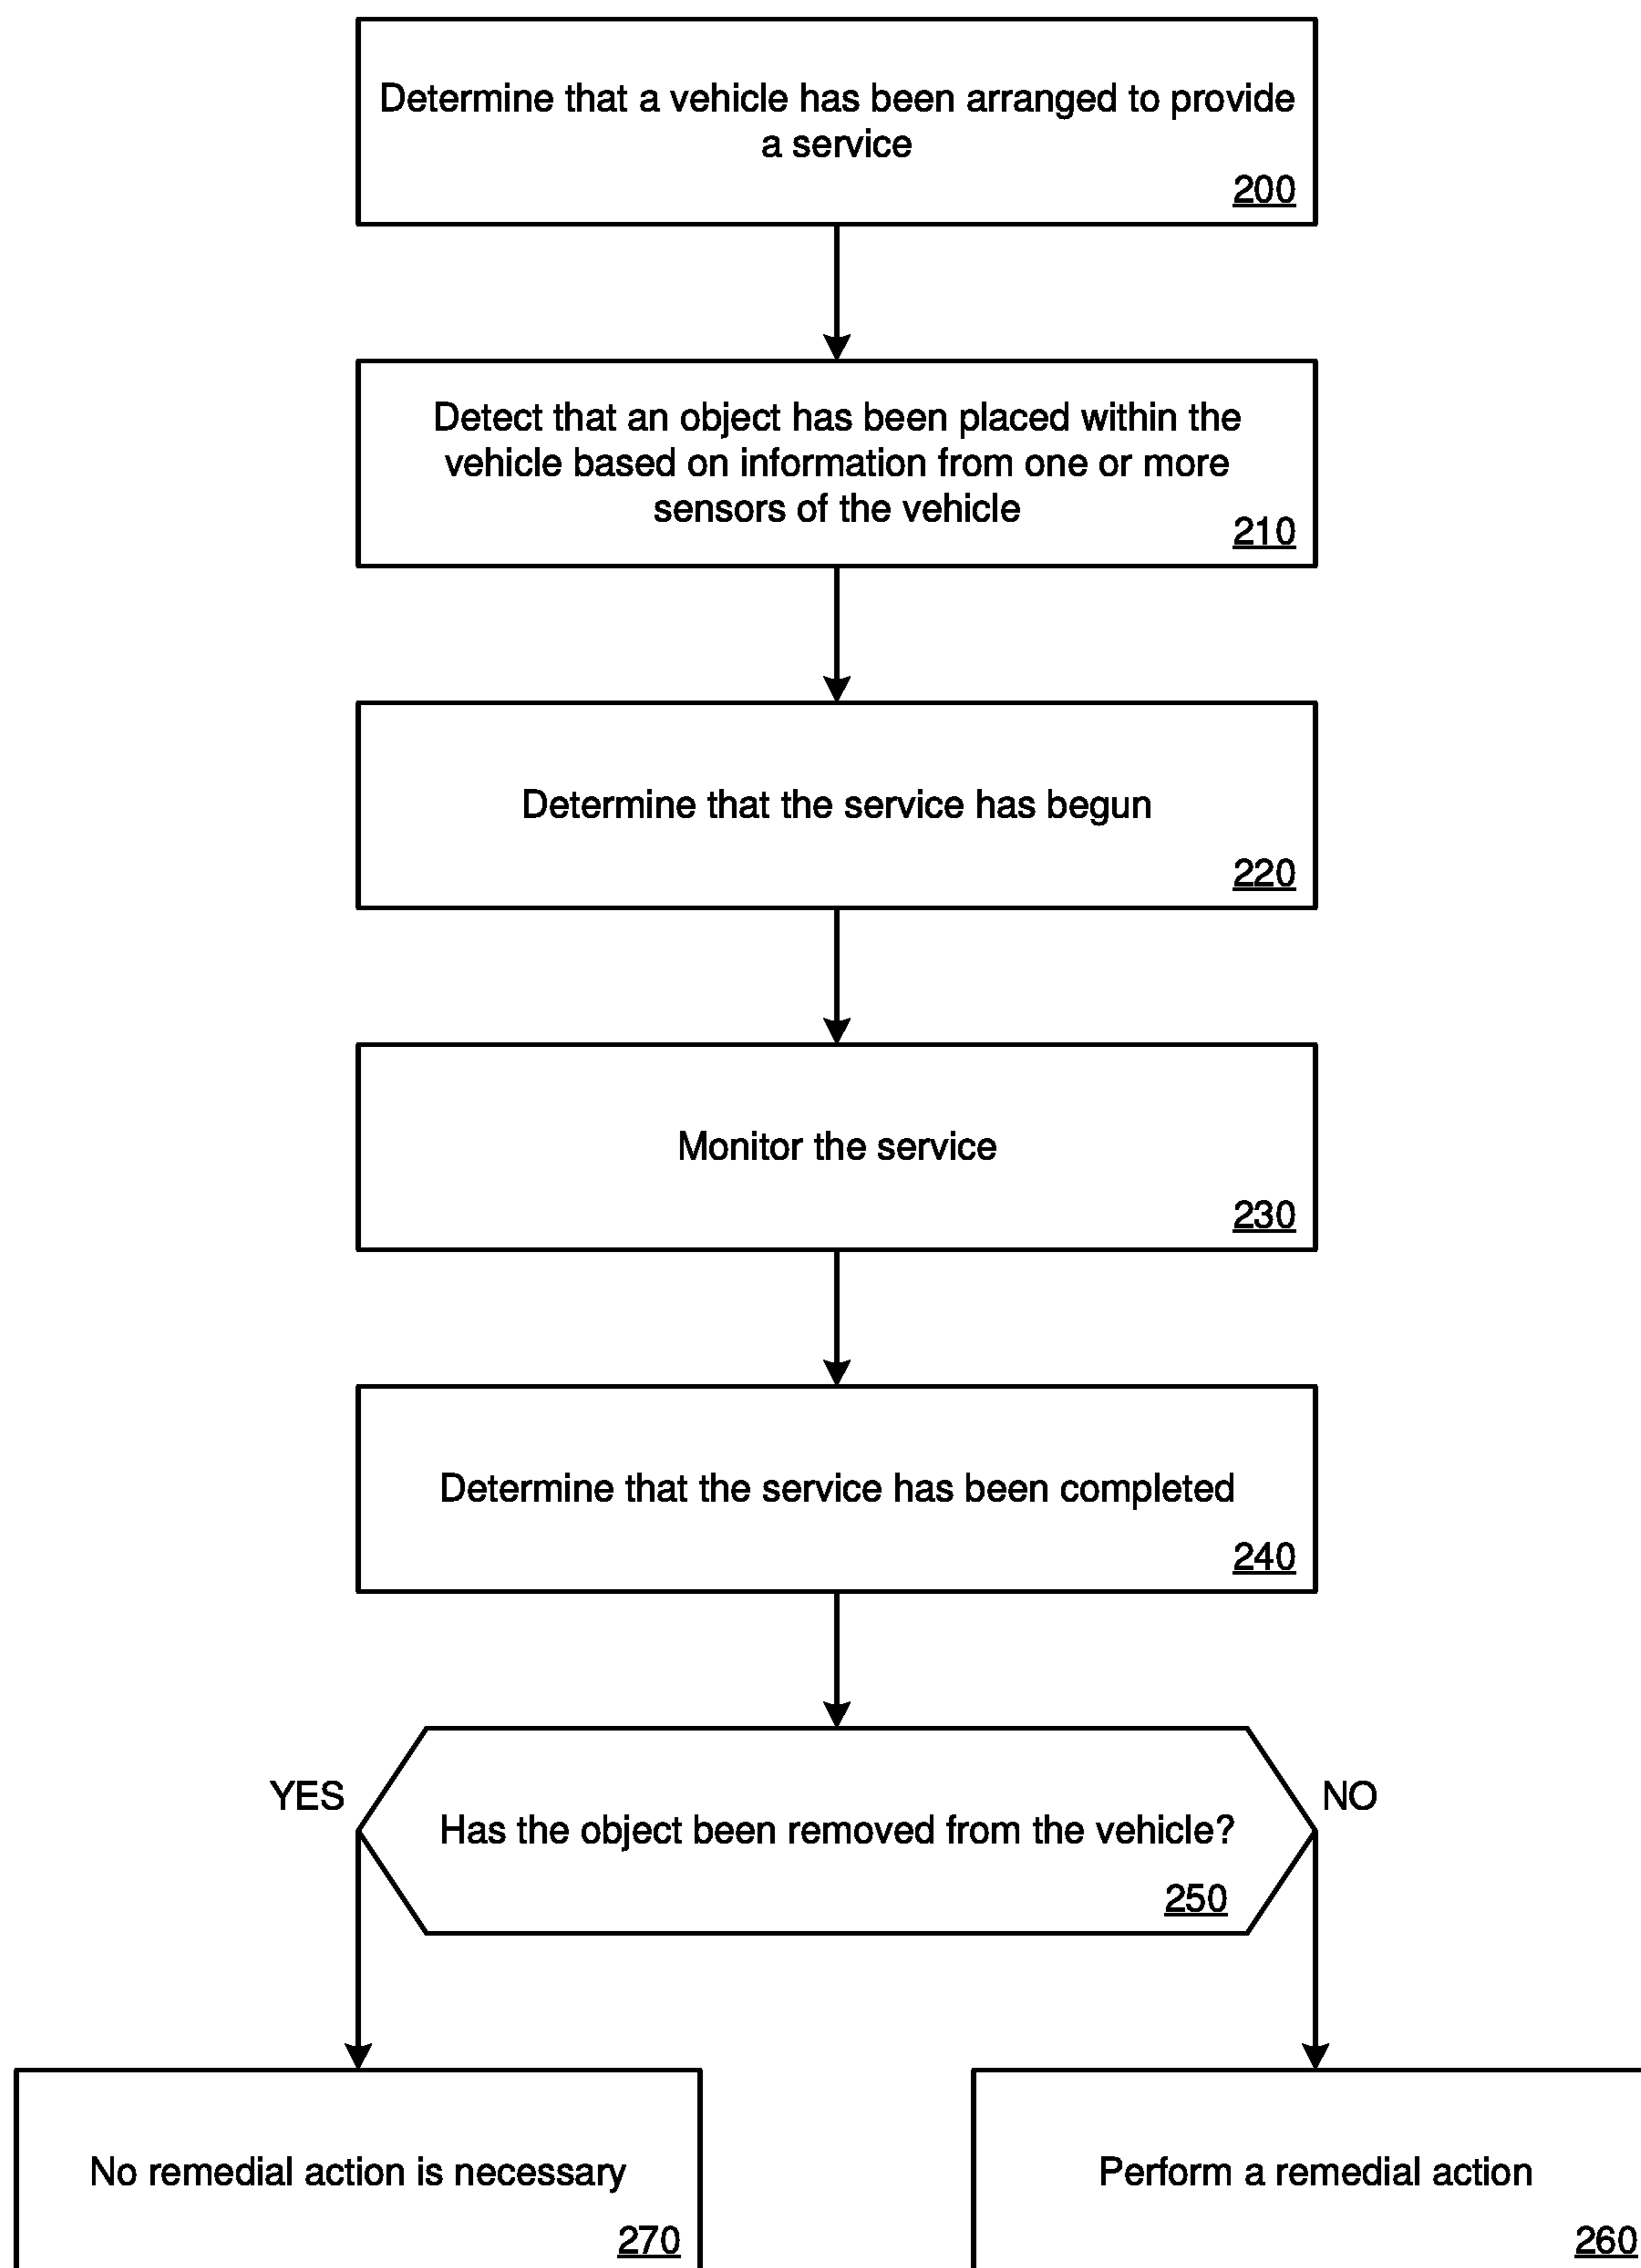 Determine that a vehicle has been arranged to provide
a service
200
Detect that an object has been placed within the
vehicle based on information from one or more
sensors of the vehicle
210
Determine that the service has begun
220
Monitor the service
230
Determine that the service has been completed
240
YES
NO
Has the object been removed from the vehicle?
250
No remedial action is necessary
270
Perform a remedial action
260